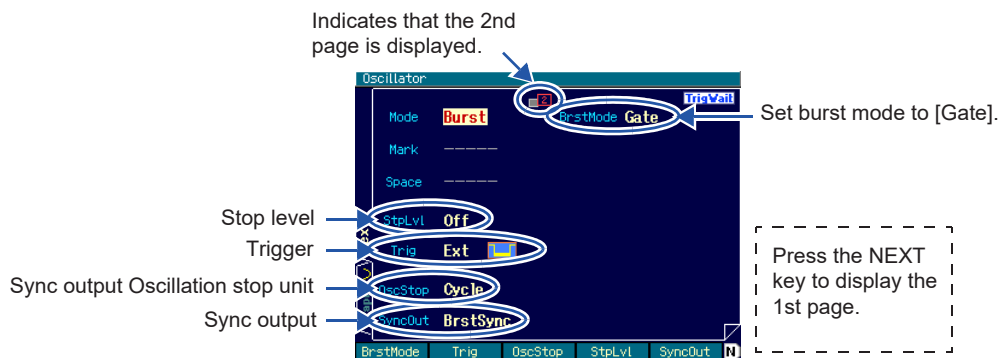 Indicates that the 2nd
page is displayed.
Oscillator
2
TrigWait
Mode Burst
BrstMode Gate
Set burst mode to [Gate].
Mark -----
Space -----
Stop level
StpLvl Off
Trigger
Trig Ext
Sync output Oscillation stop unit
OscStop Cycle
Sync output
SyncOut BrstSync
Press the NEXT
key to display the
1st page.
BrstMode Trig OscStop StpLvl SyncOut N